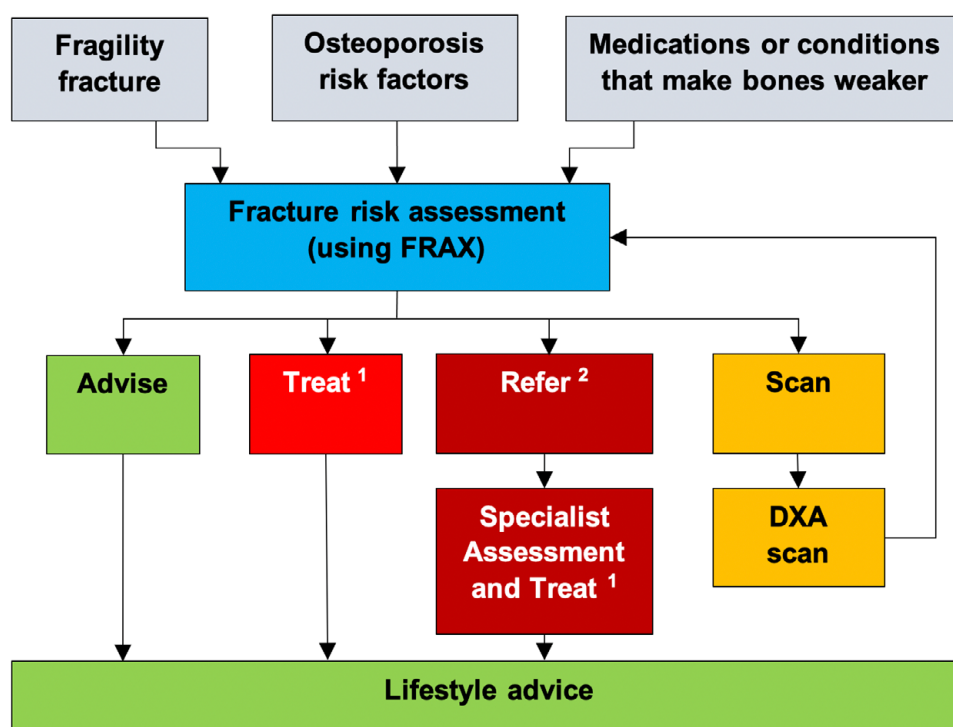 Fragility
fracture
Osteoporosis
risk factors
Medications or conditions
that make bones weaker
Fracture risk assessment
(using FRAX)
Advise
Treat ¹
Refer ²
Scan
Specialist
Assessment
and Treat ¹
DXA
scan
Lifestyle advice